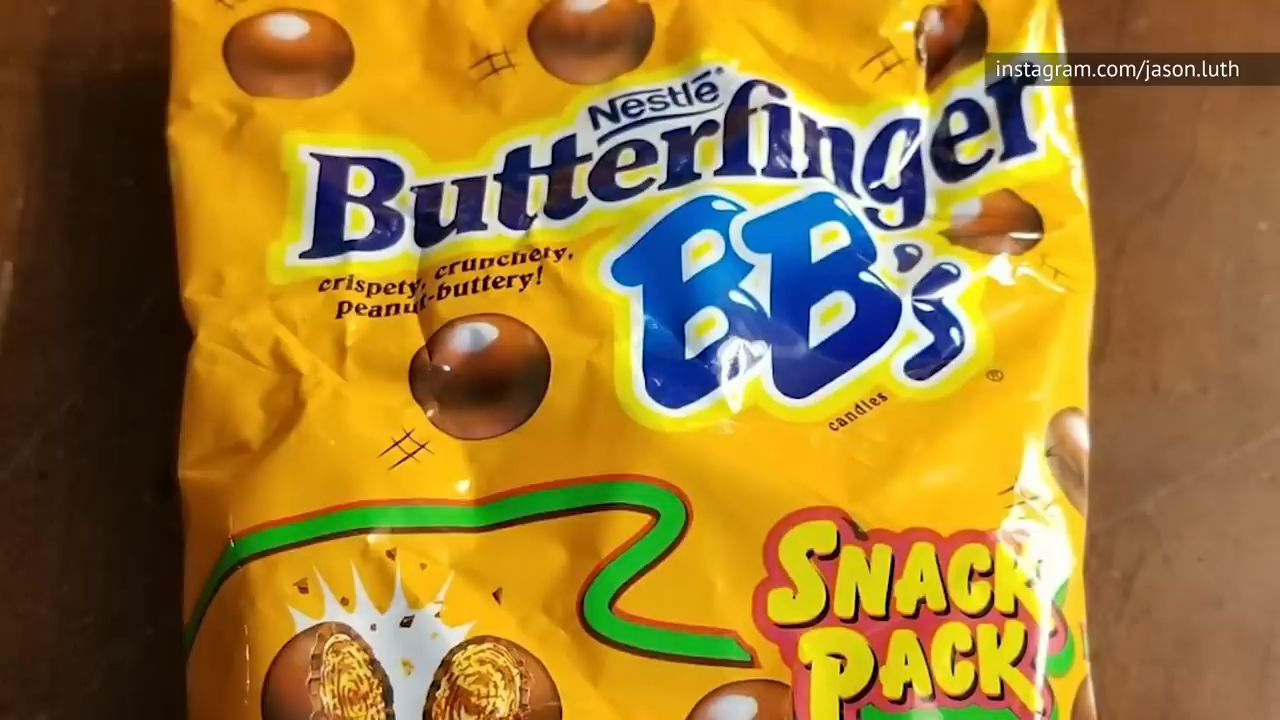 instagram.com/jason.luth
Nestlé
Butterfinger
BB's®
crispety, crunchety,
peanut-buttery!
candies
SNACK
PACK